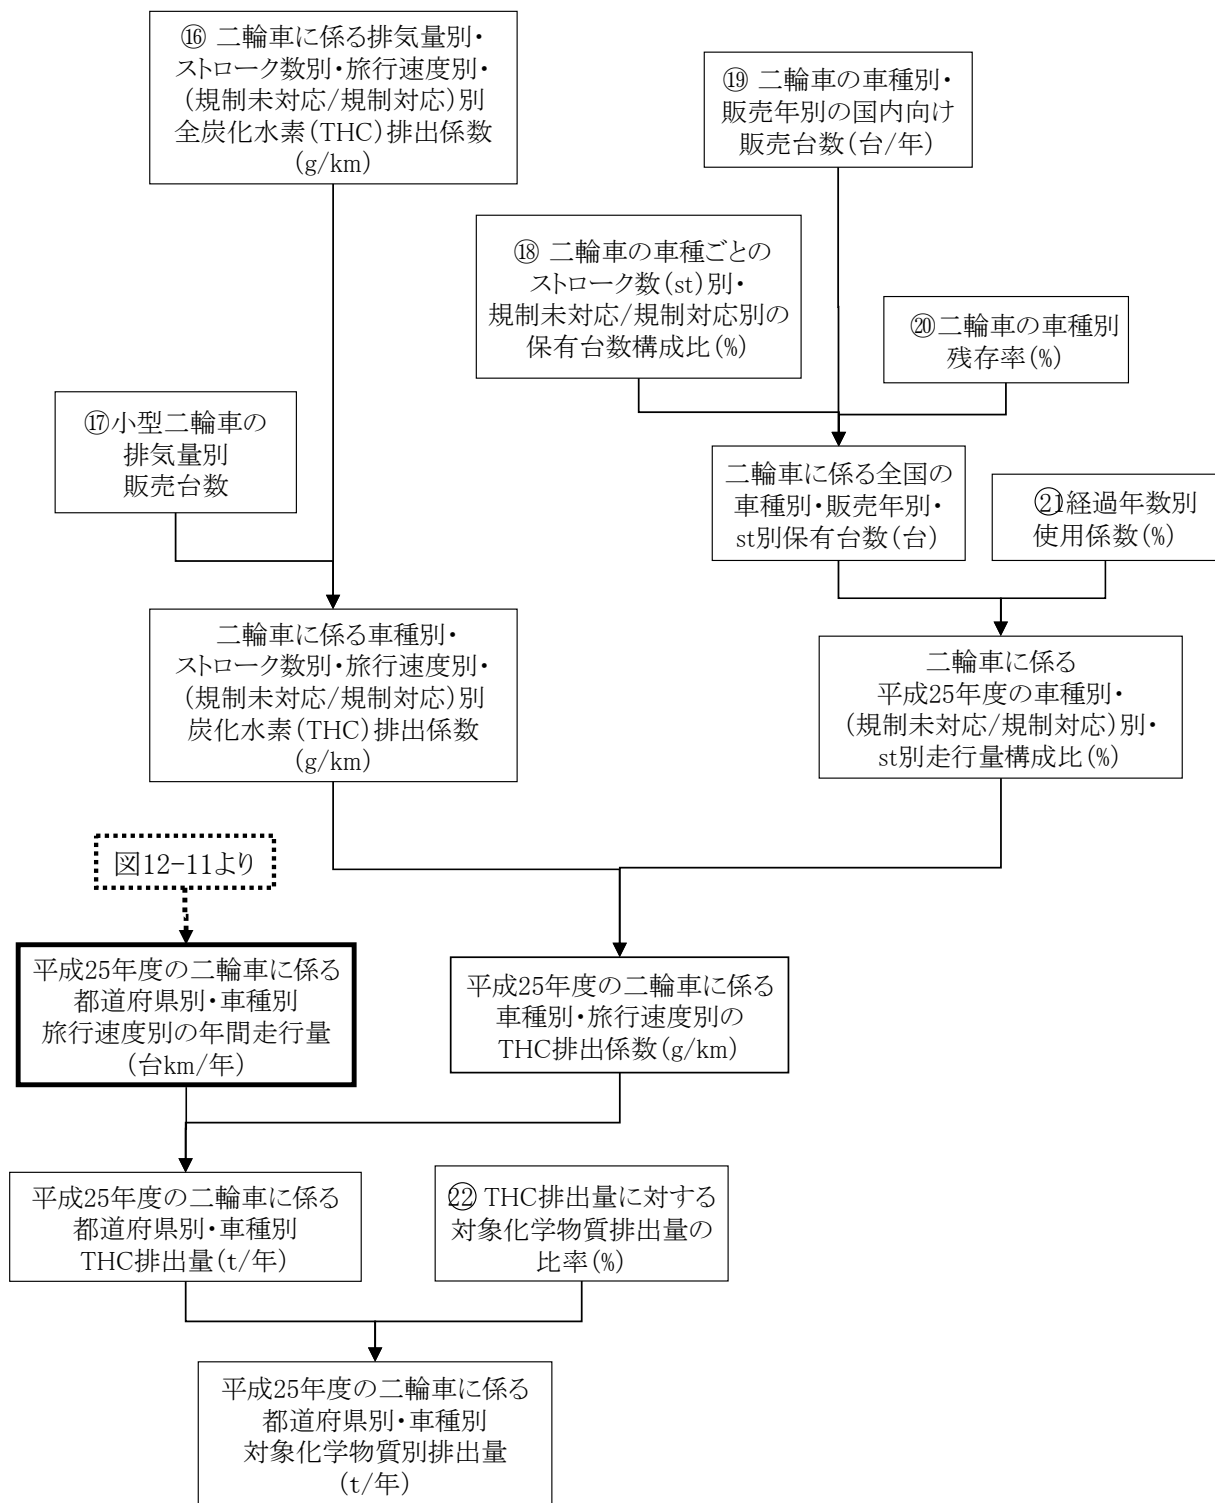 ⑯ 二輪車に係る排気量別・
ストローク数別・旅行速度別・
(規制未対応/規制対応)別
全炭化水素(THC)排出係数
(g/km)
⑲ 二輪車の車種別・
販売年別の国内向け
販売台数(台/年)
⑱ 二輪車の車種ごとの
ストローク数(st)別・
規制未対応/規制対応別の
保有台数構成比(%)
⑳二輪車の車種別
残存率(%)
⑰小型二輪車の
排気量別
販売台数
二輪車に係る全国の
車種別・販売年別・
st別保有台数(台)
㉑経過年数別
使用係数(%)
二輪車に係る車種別・
ストローク数別・旅行速度別・
(規制未対応/規制対応)別
炭化水素(THC)排出係数
(g/km)
二輪車に係る
平成25年度の車種別・
(規制未対応/規制対応)別・
st別走行量構成比(%)
図12-11より
平成25年度の二輪車に係る
都道府県別・車種別
旅行速度別の年間走行量
(台km/年)
平成25年度の二輪車に係る
車種別・旅行速度別の
THC排出係数(g/km)
平成25年度の二輪車に係る
都道府県別・車種別
THC排出量(t/年)
㉒ THC排出量に対する
対象化学物質排出量の
比率(%)
平成25年度の二輪車に係る
都道府県別・車種別
対象化学物質別排出量
(t/年)